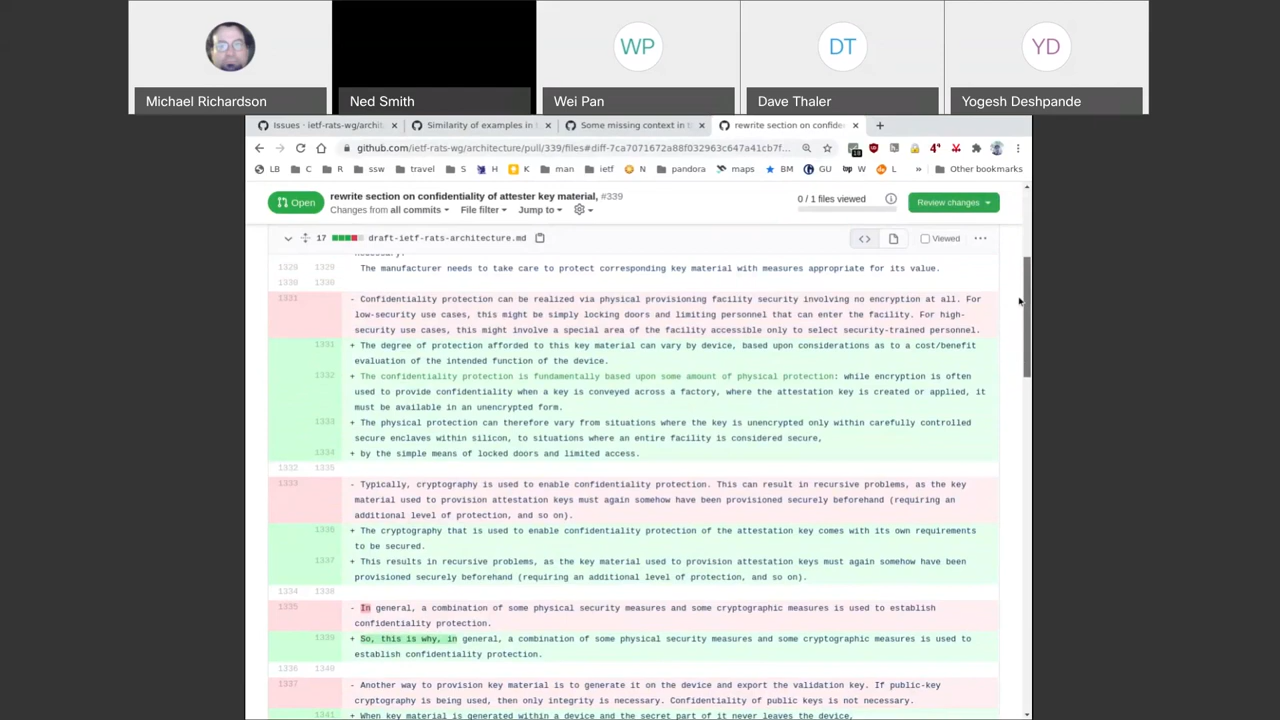 WP
DT
YD
Michael Richardson
Ned Smith
Wei Pan
Dave Thaler
Yogesh Deshpande
Issues · ietf-rats-wg/archit
Similarity of examples in
Some missing context in t
rewrite section on confide
github.com/ietf-rats-wg/architecture/pull/339/files#diff-7ca7071672a88f032963c647a41cb7f...
LB
C
R
ssw
travel
S
H
K
man
ietf
N
pandora
maps
BM
GU
W
L
»
Other bookmarks
Open
rewrite section on confidentiality of attester key material, #339
Changes from all commits
File filter
Jump to
0 / 1 files viewed
Review changes
17
draft-ietf-rats-architecture.md
Viewed
necessary.
1329 1329 The manufacturer needs to take care to protect corresponding key material with measures appropriate for its value.
1330 1330
1331 - Confidentiality protection can be realized via physical provisioning facility security involving no encryption at all. For
low-security use cases, this might be simply locking doors and limiting personnel that can enter the facility. For high-
security use cases, this might involve a special area of the facility accessible only to select security-trained personnel.
1331 + The degree of protection afforded to this key material can vary by device, based upon considerations as to a cost/benefit
evaluation of the intended function of the device.
1332 + The confidentiality protection is fundamentally based upon some amount of physical protection: while encryption is often
used to provide confidentiality when a key is conveyed across a factory, where the attestation key is created or applied, it
must be available in an unencrypted form.
1333 + The physical protection can therefore vary from situations where the key is unencrypted only within carefully controlled
secure enclaves within silicon, to situations where an entire facility is considered secure,
1334 + by the simple means of locked doors and limited access.
1332 1335
1333 - Typically, cryptography is used to enable confidentiality protection. This can result in recursive problems, as the key
material used to provision attestation keys must again somehow have been provisioned securely beforehand (requiring an
additional level of protection, and so on).
1336 + The cryptography that is used to enable confidentiality protection of the attestation key comes with its own requirements
to be secured.
1337 + This results in recursive problems, as the key material used to provision attestation keys must again somehow have been
provisioned securely beforehand (requiring an additional level of protection, and so on).
1334 1338
1335 - In general, a combination of some physical security measures and some cryptographic measures is used to establish
confidentiality protection.
1339 + So, this is why, in general, a combination of some physical security measures and some cryptographic measures is used to
establish confidentiality protection.
1336 1340
1337 - Another way to provision key material is to generate it on the device and export the validation key. If public-key
cryptography is being used, then only integrity is necessary. Confidentiality of public keys is not necessary.
1341 + When key material is generated within a device and the secret part of it never leaves the device,